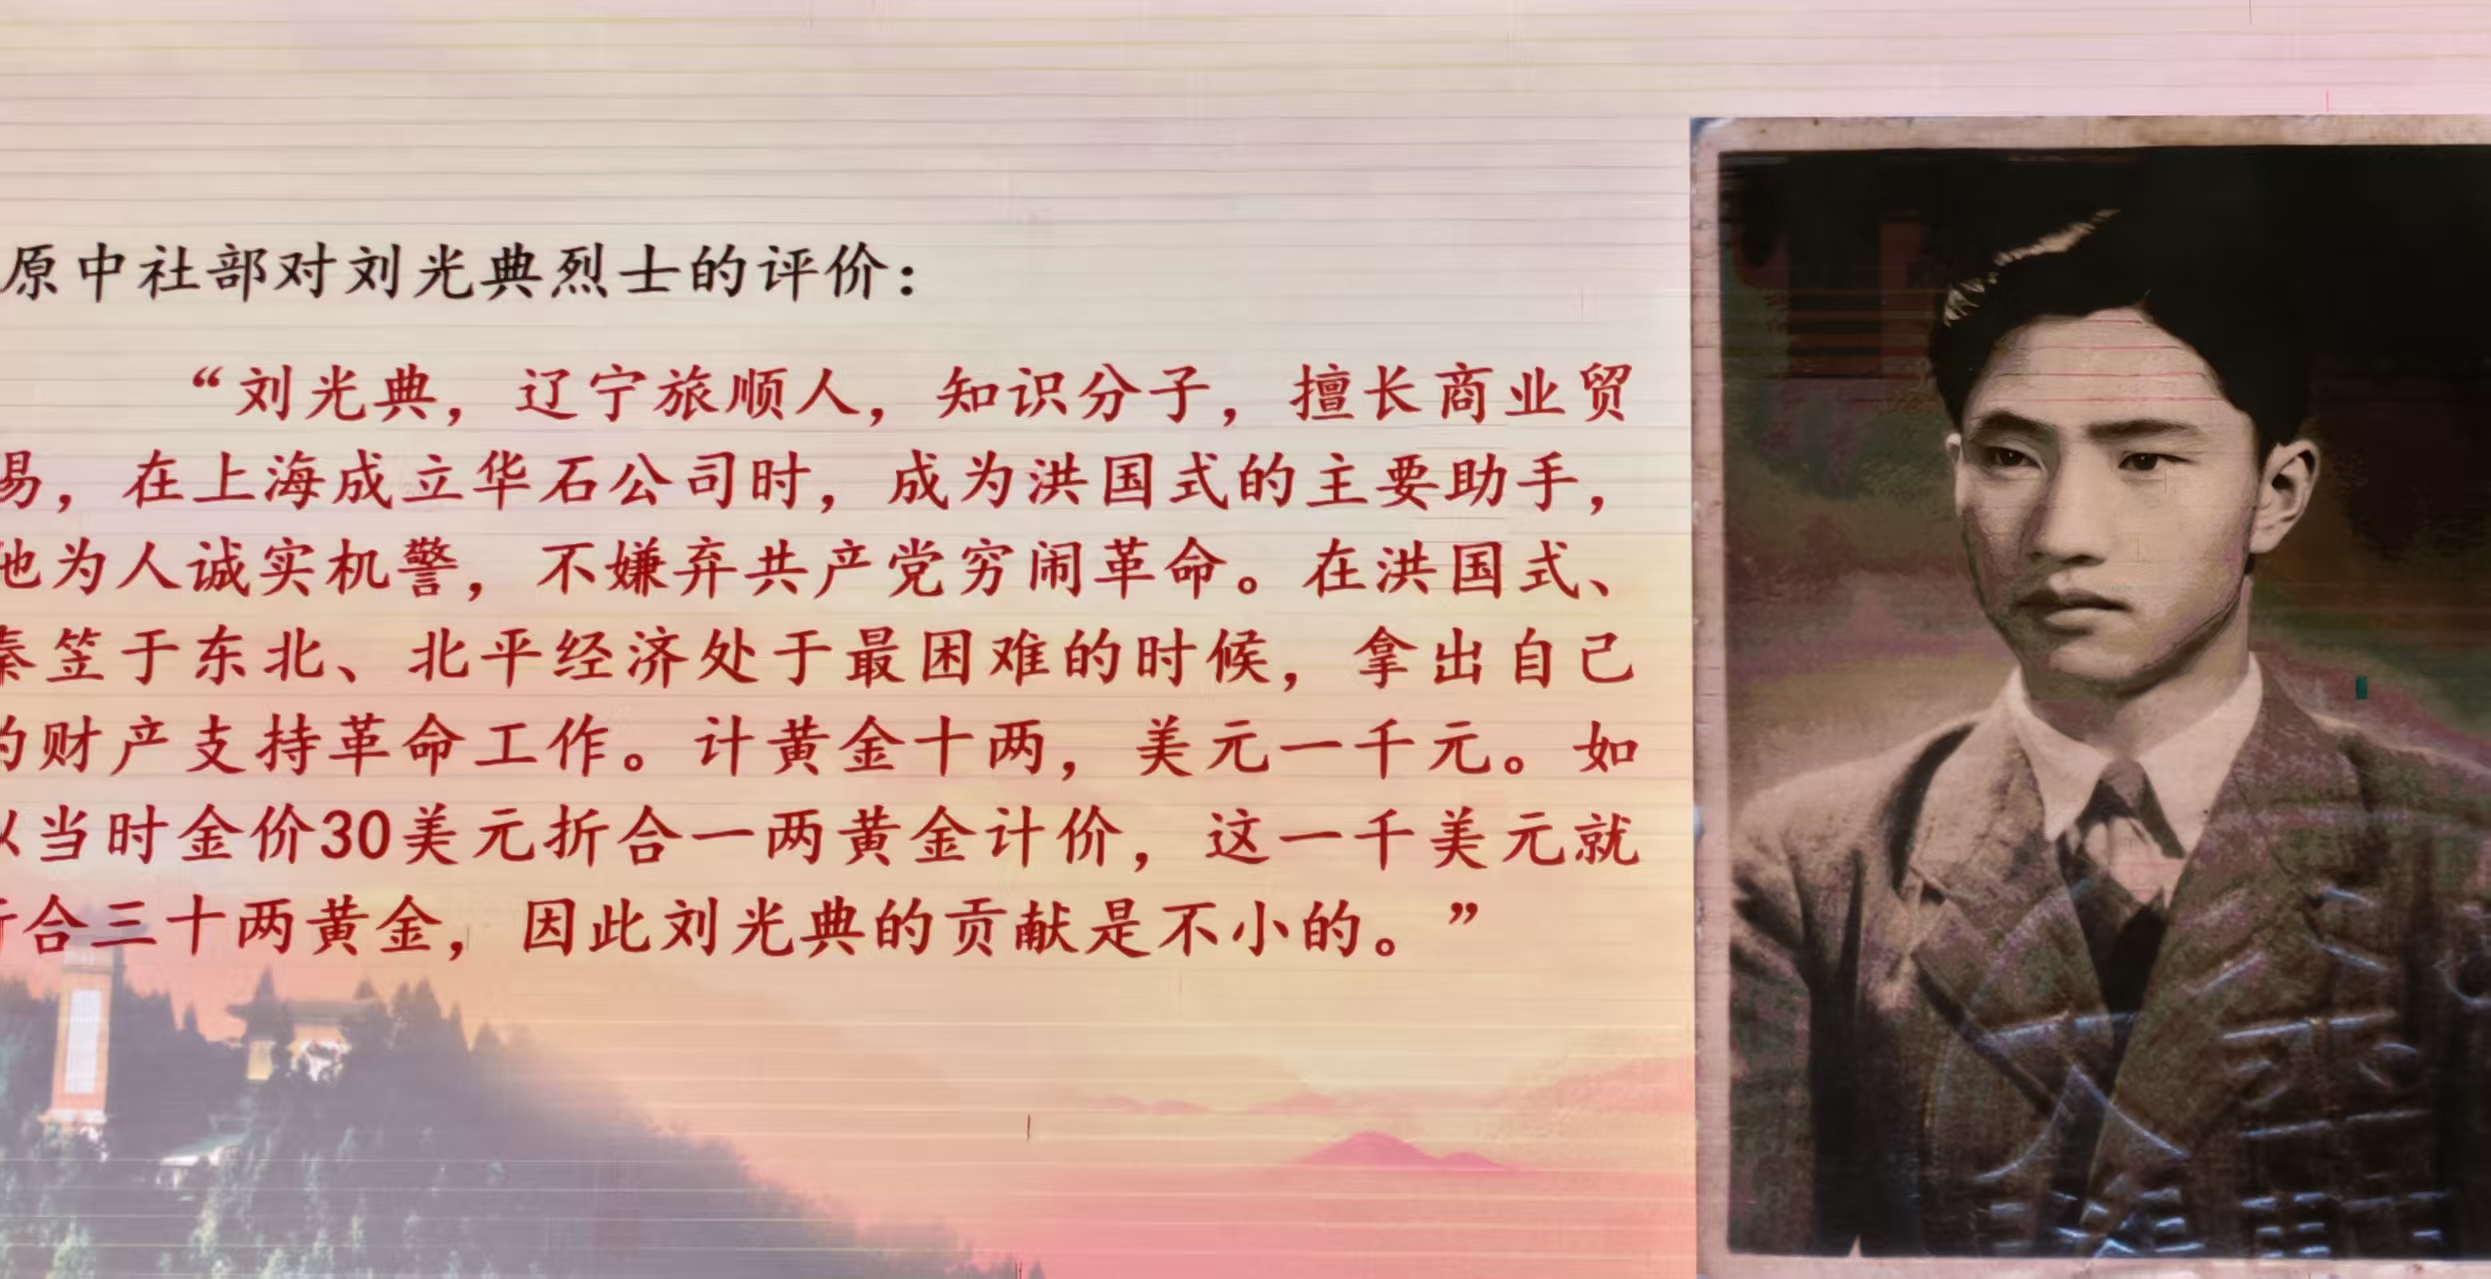 原中社部对刘光典烈士的评价：
“刘光典，辽宁旅顺人，知识分子，擅长商业贸
易，在上海成立华石公司时，成为洪国式的主要助手，
他为人诚实机警，不嫌弃共产党穷闹革命。在洪国式、
秦笠于东北、北平经济处于最困难的时候，拿出自己
的财产支持革命工作。计黄金十两，美元一千元。如
以当时金价30美元折合一两黄金计价，这一千美元就
折合三十两黄金，因此刘光典的贡献是不小的。”